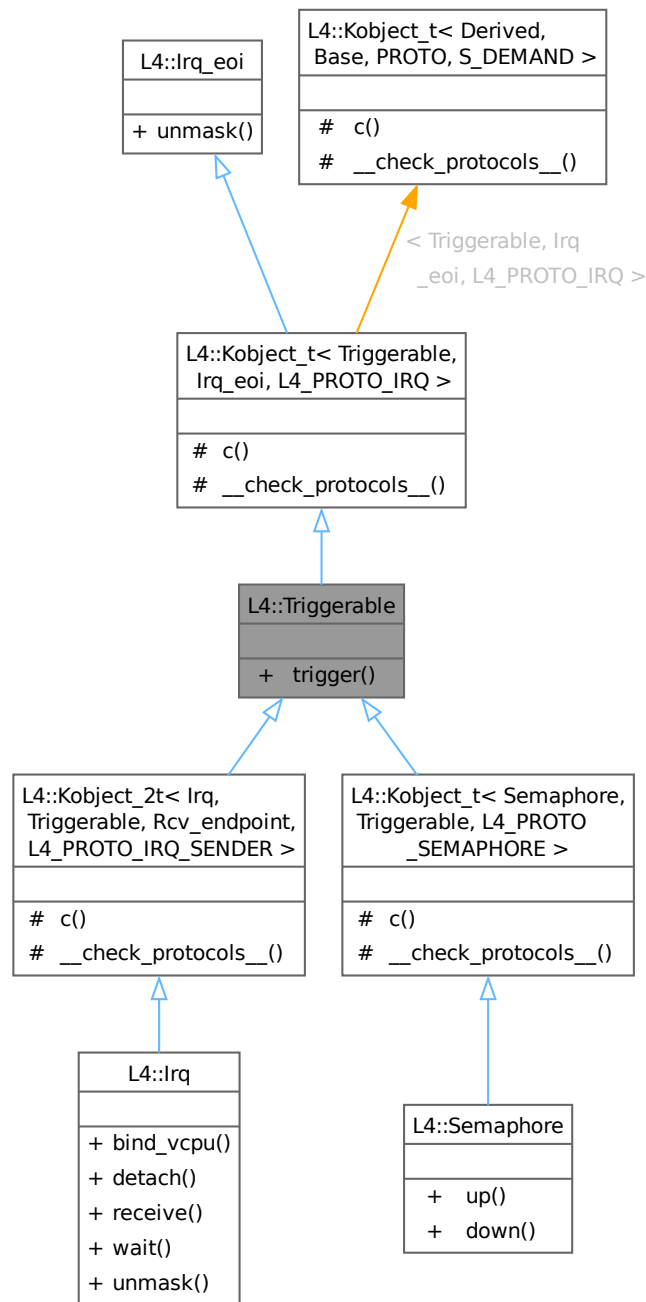 L4::Irq_eoi
+ unmask()
L4::Kobject_t< Derived,
Base, PROTO, S_DEMAND >
# c()
# __check_protocols__()
< Triggerable, Irq
_eoi, L4_PROTO_IRQ >
L4::Kobject_t< Triggerable,
Irq_eoi, L4_PROTO_IRQ >
# c()
# __check_protocols__()
L4::Triggerable
+ trigger()
L4::Kobject_2t< Irq,
Triggerable, Rcv_endpoint,
L4_PROTO_IRQ_SENDER >
# c()
# __check_protocols__()
L4::Kobject_t< Semaphore,
Triggerable, L4_PROTO
_SEMAPHORE >
# c()
# __check_protocols__()
L4::Irq
+ bind_vcpu()
+ detach()
+ receive()
+ wait()
+ unmask()
L4::Semaphore
+ up()
+ down()